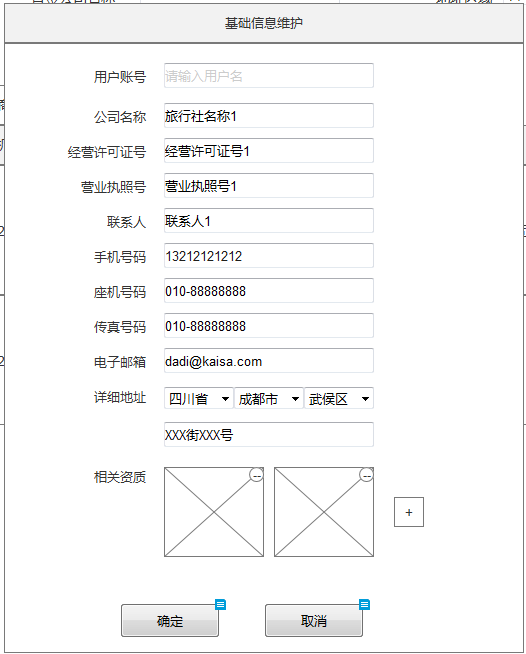 基础信息维护
用户账号 请输入用户名
公司名称 旅行社名称1
经营许可证号 经营许可证号1
营业执照号 营业执照号1
联系人 联系人1
手机号码 13212121212
座机号码 010-88888888
传真号码 010-88888888
电子邮箱 dadi@kaisa.com
详细地址 四川省 成都市 武侯区
XXX街XXX号
相关资质 -- -- +
确定 取消